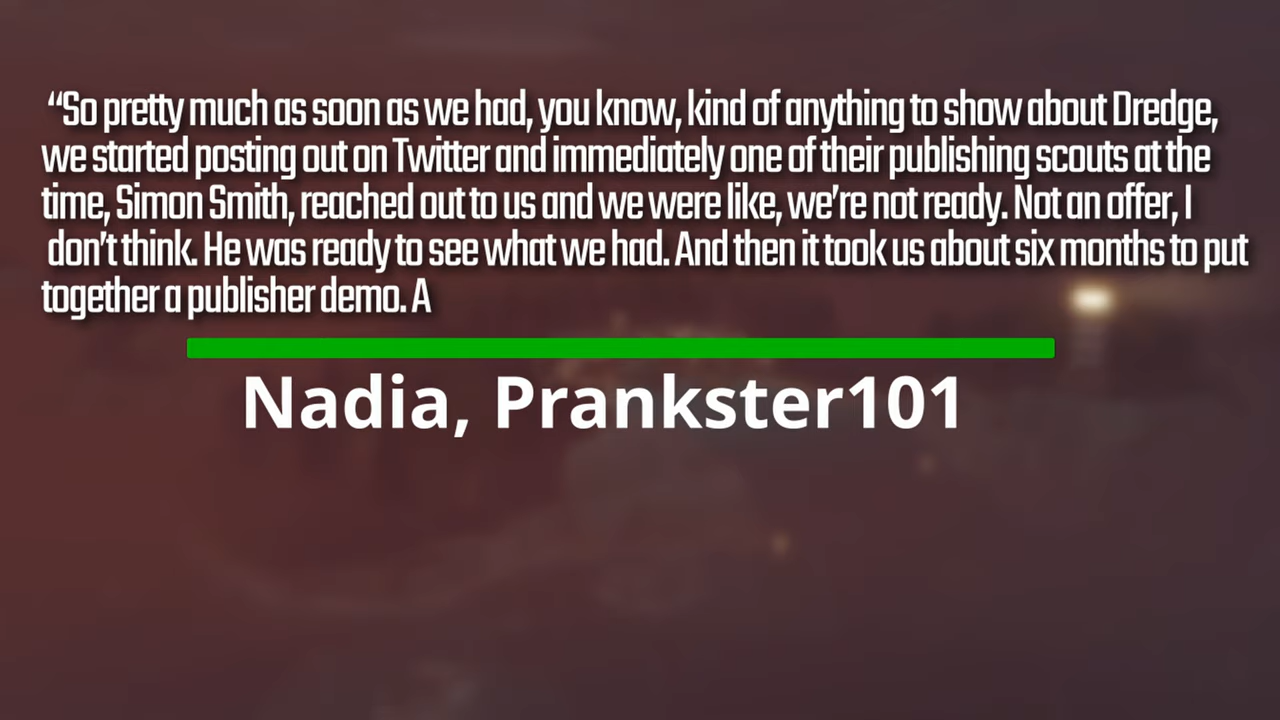 “So pretty much as soon as we had, you know, kind of anything to show about Dredge,
we started posting out on Twitter and immediately one of their publishing scouts at the
time, Simon Smith, reached out to us and we were like, we’re not ready. Not an offer, I
don’t think. He was ready to see what we had. And then it took us about six months to put
together a publisher demo. A
Nadia, Prankster101